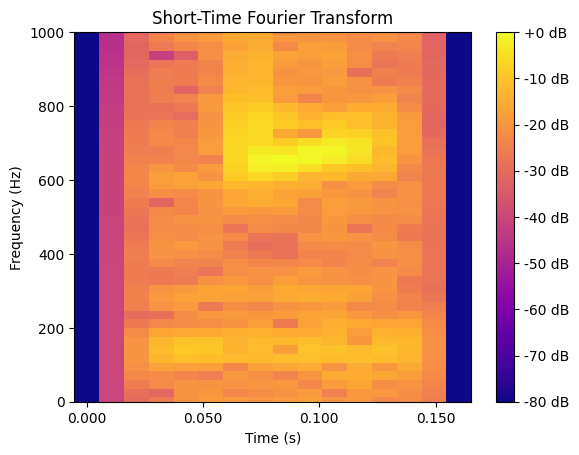 Short-Time Fourier Transform
1000
800
600
400
200
0
Frequency (Hz)
0.000
0.050
0.100
0.150
Time (s)
+0 dB
-10 dB
-20 dB
-30 dB
-40 dB
-50 dB
-60 dB
-70 dB
-80 dB